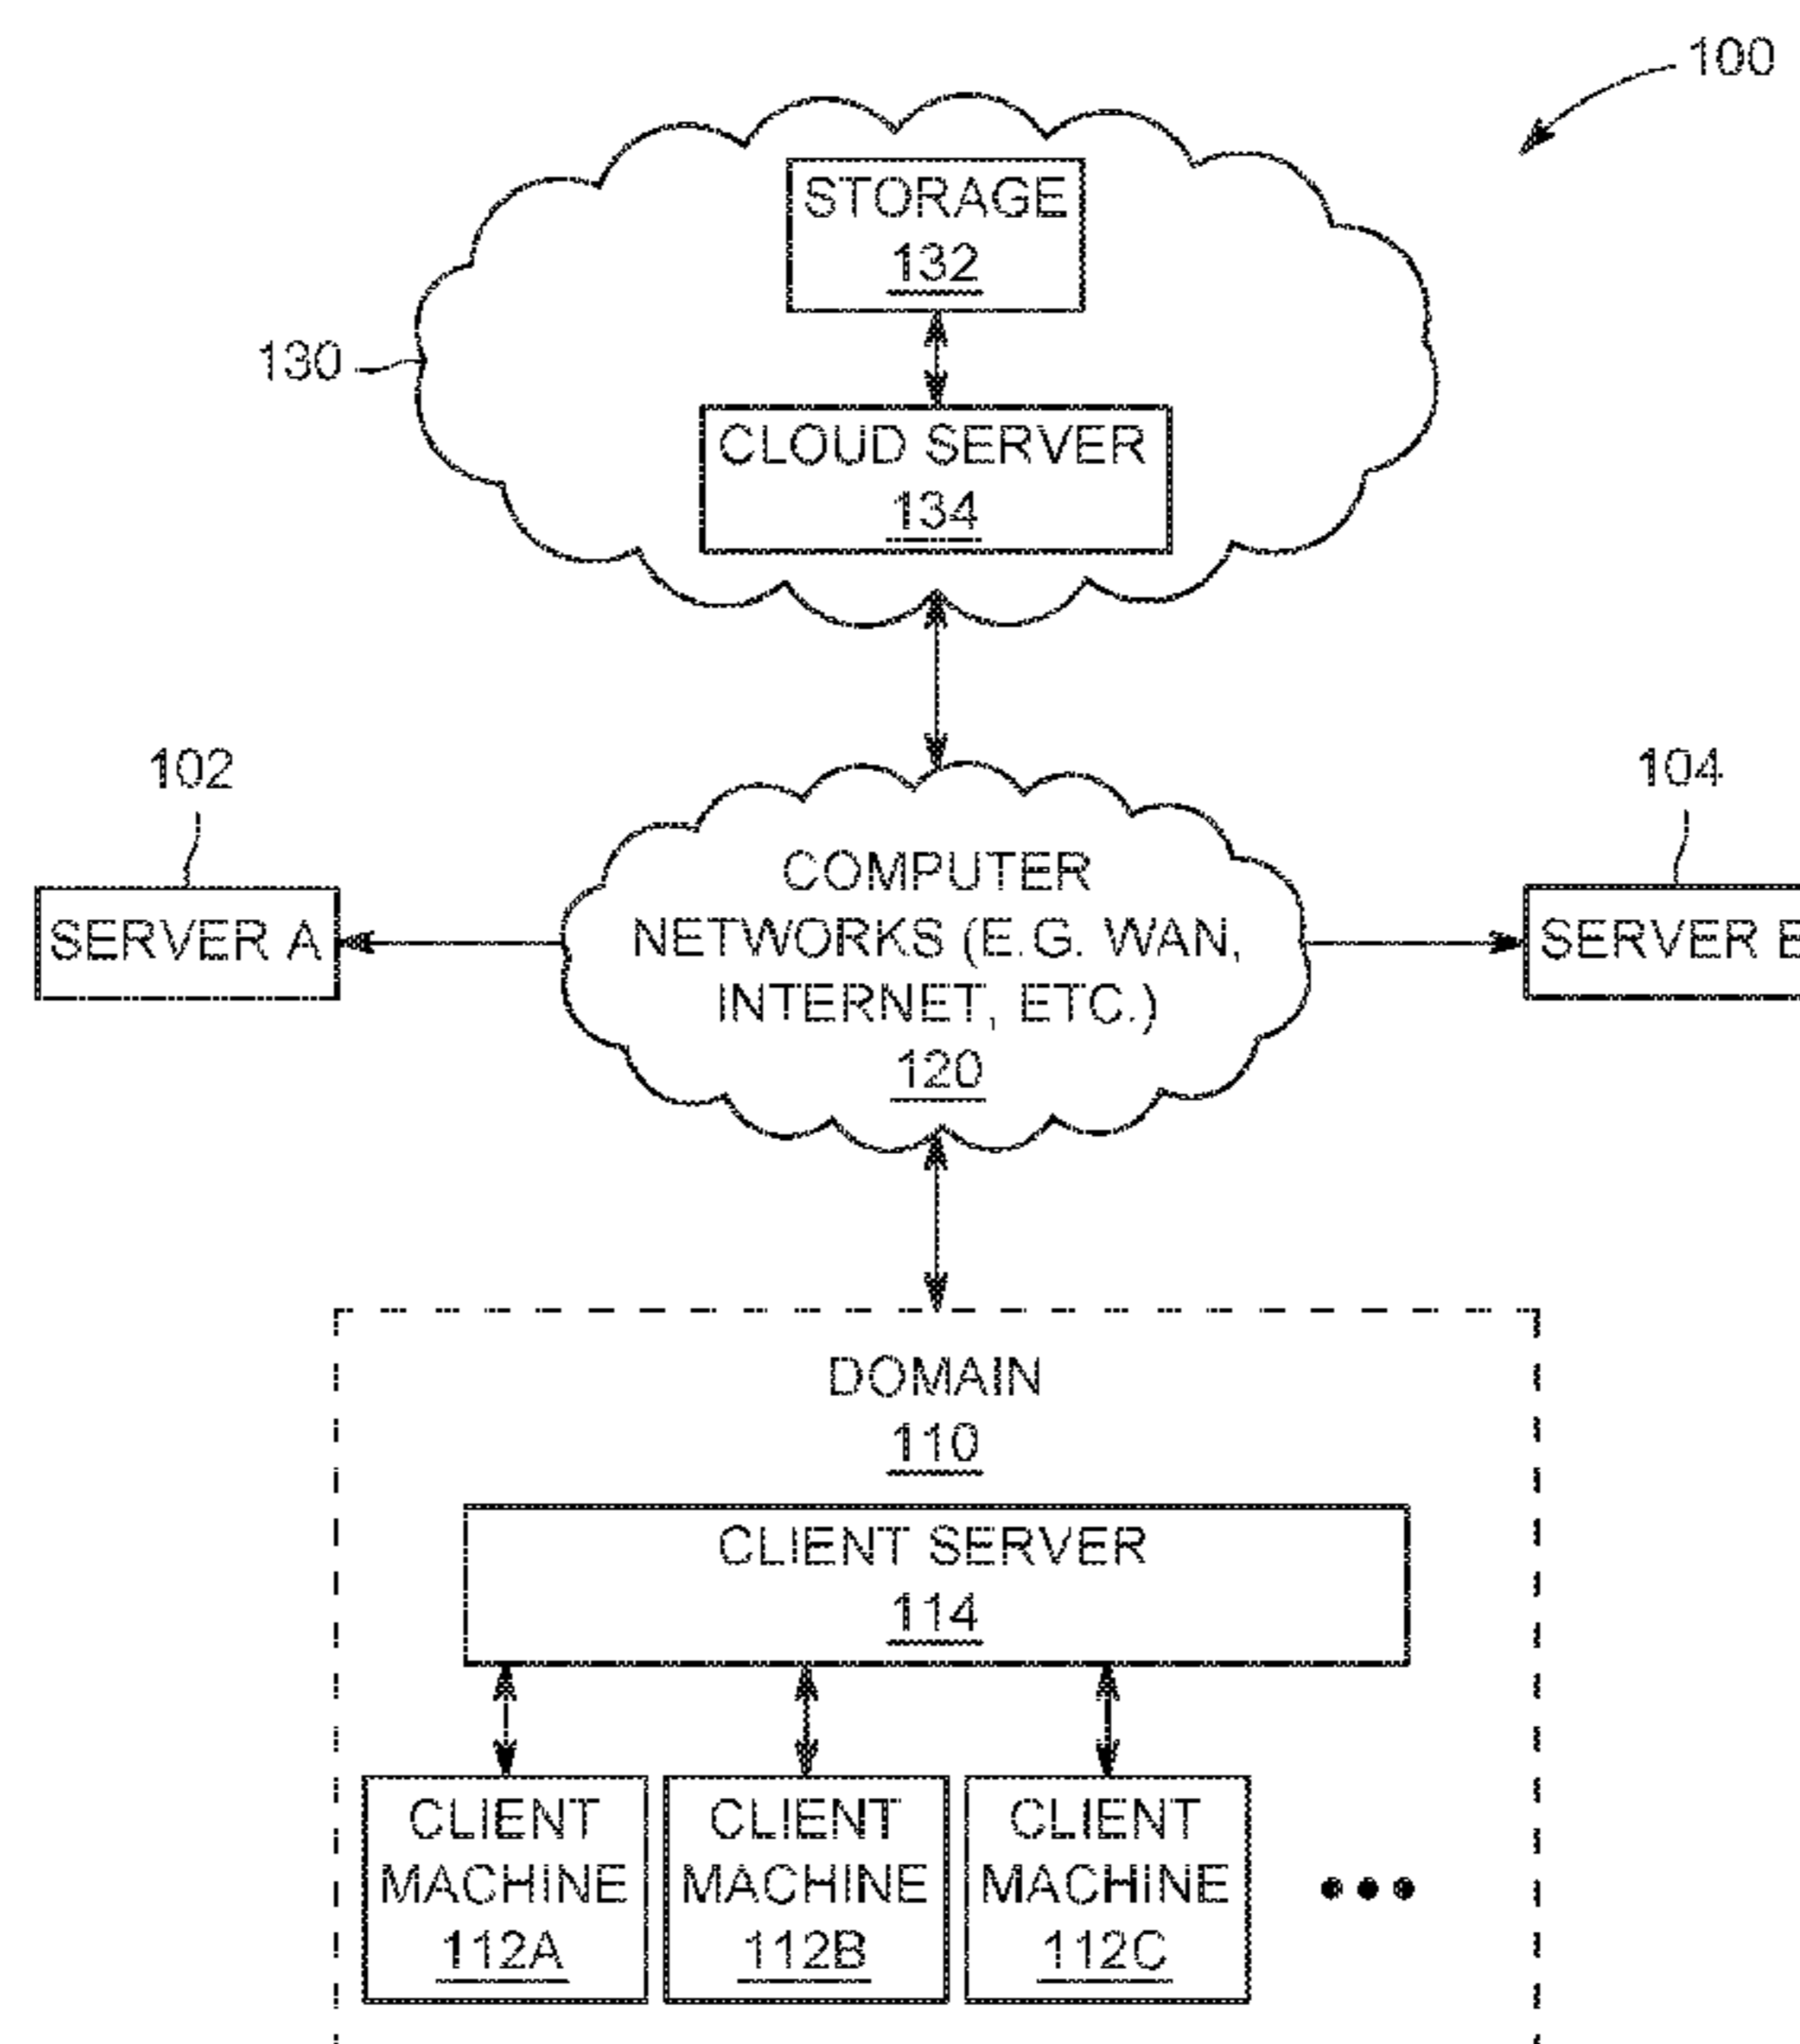 100
STORAGE
132
130
CLOUD SERVER
134
102
104
COMPUTER
NETWORKS (E.G. WAN,
INTERNET, ETC.)
120
SERVER A
SERVER
DOMAIN
110
CLIENT SERVER
114
CLIENT
MACHINE
112A
CLIENT
MACHINE
112B
CLIENT
MACHINE
112C